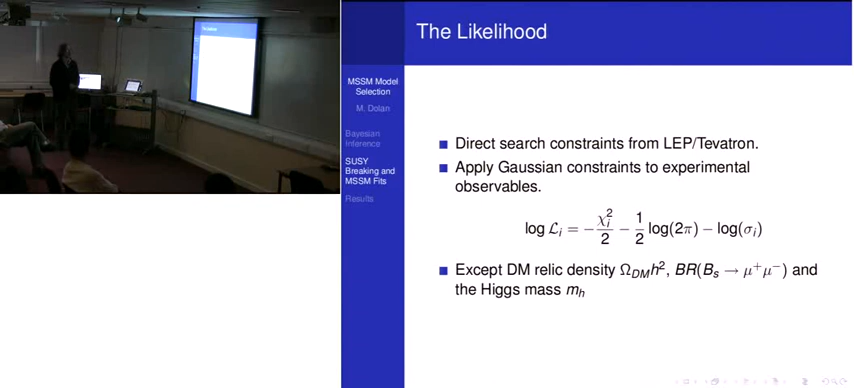 The Likelihood
MSSM Model
Selection
M. Dolan
Bayesian
Inference
SUSY
Breaking and
MSSM Fits
Results
Direct search constraints from LEP/Tevatron.
Apply Gaussian constraints to experimental
observables.
log ℒᵢ = −χᵢ²/2 − 1/2 log(2π) − log(σᵢ)
Except DM relic density Ω_DM h², BR(B_s → μ⁺μ⁻) and
the Higgs mass m_h